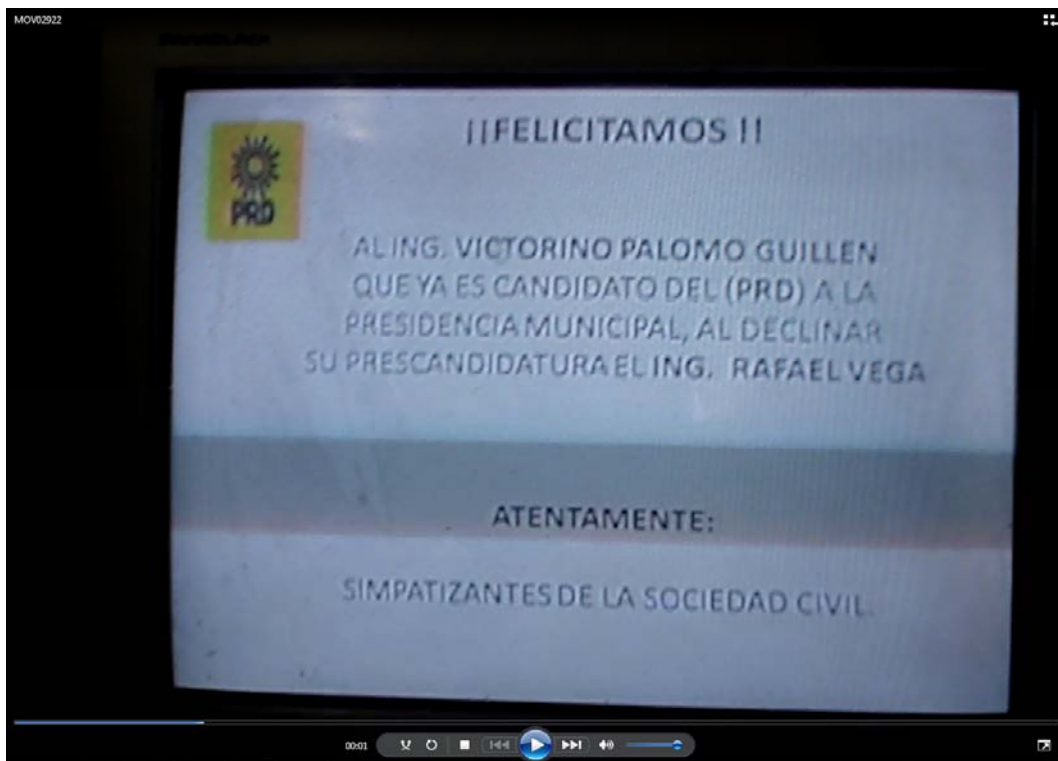 MOV02922
¡¡FELICITAMOS !!
PRD
AL ING. VICTORINO PALOMO GUILLEN
QUE YA ES CANDIDATO DEL (PRD) A LA
PRESIDENCIA MUNICIPAL, AL DECLINAR
SU PRESCANDIDATURA EL ING. RAFAEL VEGA
ATENTAMENTE:
SIMPATIZANTES DE LA SOCIEDAD CIVIL.
00:01